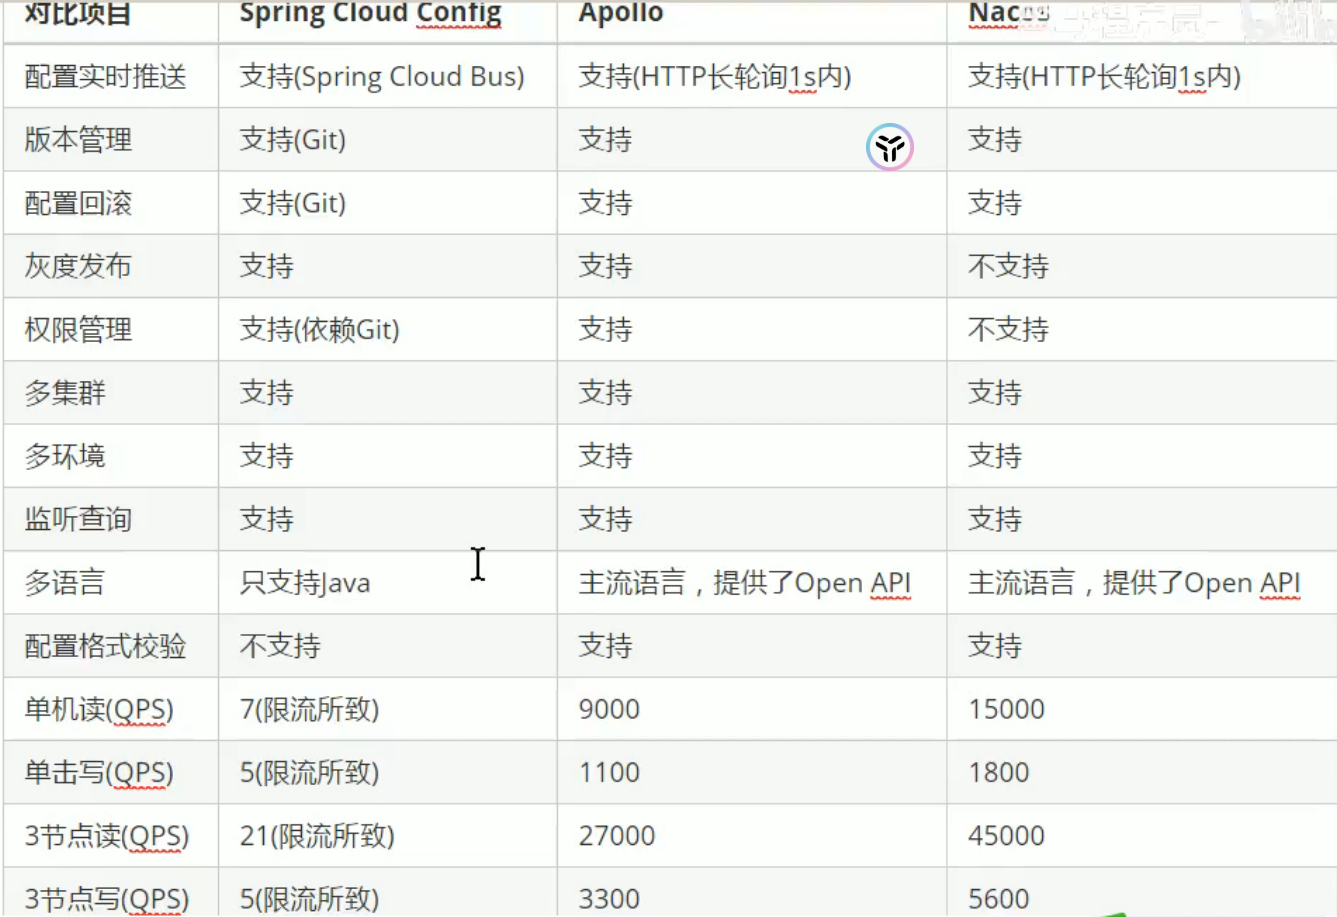 对比项目 Spring Cloud Config Apollo Nacos
配置实时推送 支持(Spring Cloud Bus) 支持(HTTP长轮询1s内) 支持(HTTP长轮询1s内)
版本管理 支持(Git) 支持 支持
配置回滚 支持(Git) 支持 支持
灰度发布 支持 支持 不支持
权限管理 支持(依赖Git) 支持 不支持
多集群 支持 支持 支持
多环境 支持 支持 支持
监听查询 支持 支持 支持
多语言 只支持Java 主流语言，提供了Open API 主流语言，提供了Open API
配置格式校验 不支持 支持 支持
单机读(QPS) 7(限流所致) 9000 15000
单击写(QPS) 5(限流所致) 1100 1800
3节点读(QPS) 21(限流所致) 27000 45000
3节点写(QPS) 5(限流所致) 3300 5600